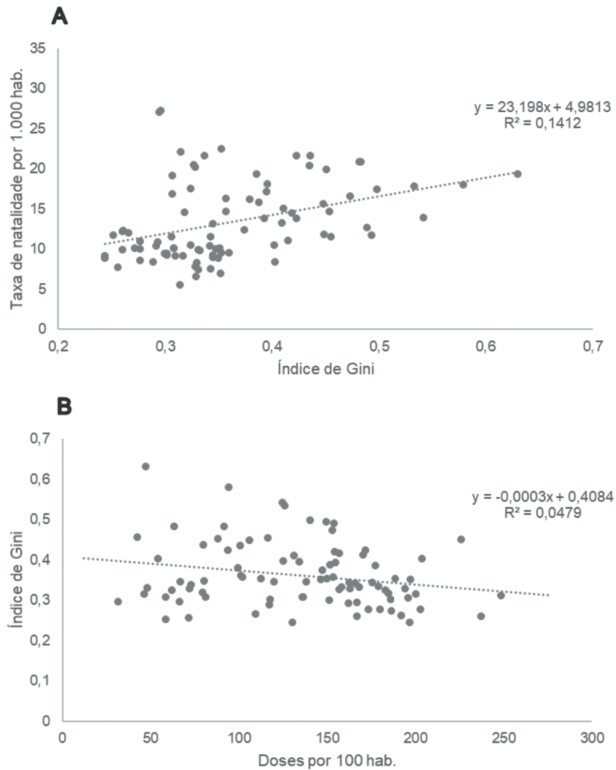 A
35
30
25
20
15
10
5
0
Taxa de natalidade por 1.000 hab.
y = 23,198x + 4,9813
R² = 0,1412
0,2 0,3 0,4 0,5 0,6 0,7
Índice de Gini
B
0,7
0,6
0,5
0,4
0,3
0,2
0,1
0
Índice de Gini
y = -0,0003x + 0,4084
R² = 0,0479
0 50 100 150 200 250 300
Doses por 100 hab.